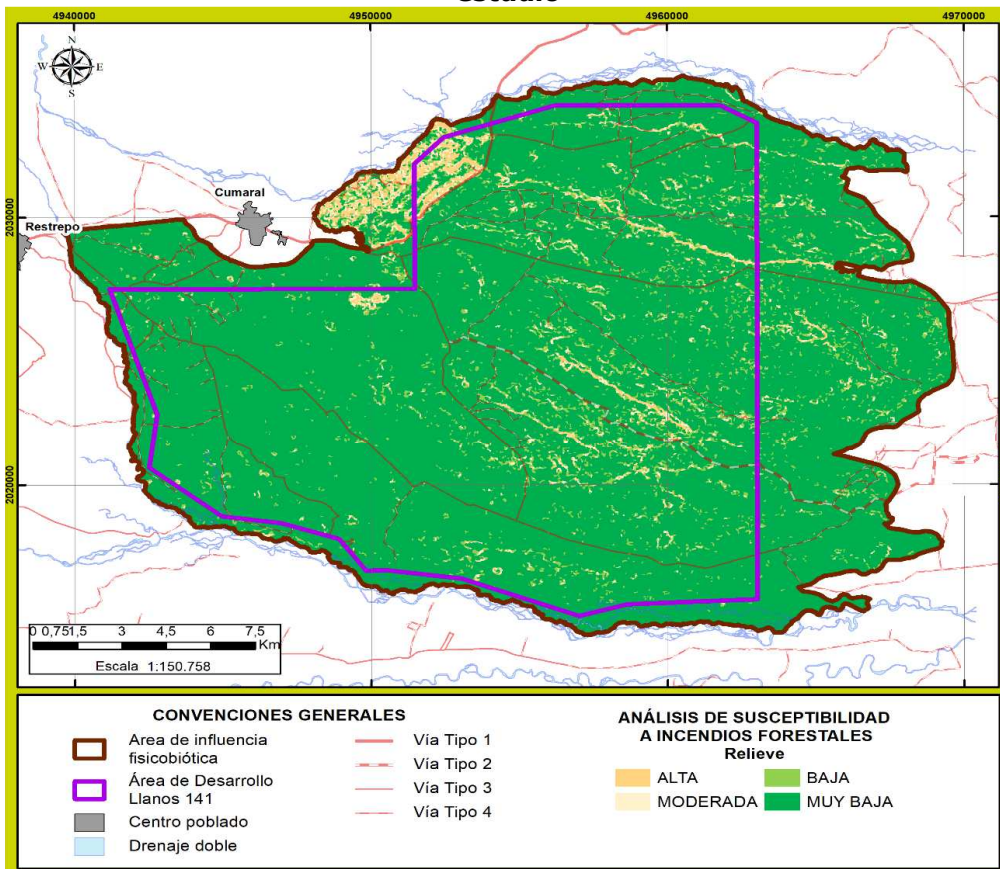 estudio
4940000 4950000 4960000 4970000
N
W E
S
Cumaral
Restrepo
2030000 2030000
2020000 2020000
0 0,751,5 3 4,5 6 7,5
Km
Escala 1:150.758
CONVENCIONES GENERALES
Area de influencia
fisicobiótica
Área de Desarrollo
Llanos 141
Centro poblado
Drenaje doble
Vía Tipo 1
Vía Tipo 2
Vía Tipo 3
Vía Tipo 4
ANÁLISIS DE SUSCEPTIBILIDAD
A INCENDIOS FORESTALES
Relieve
ALTA
MODERADA
BAJA
MUY BAJA